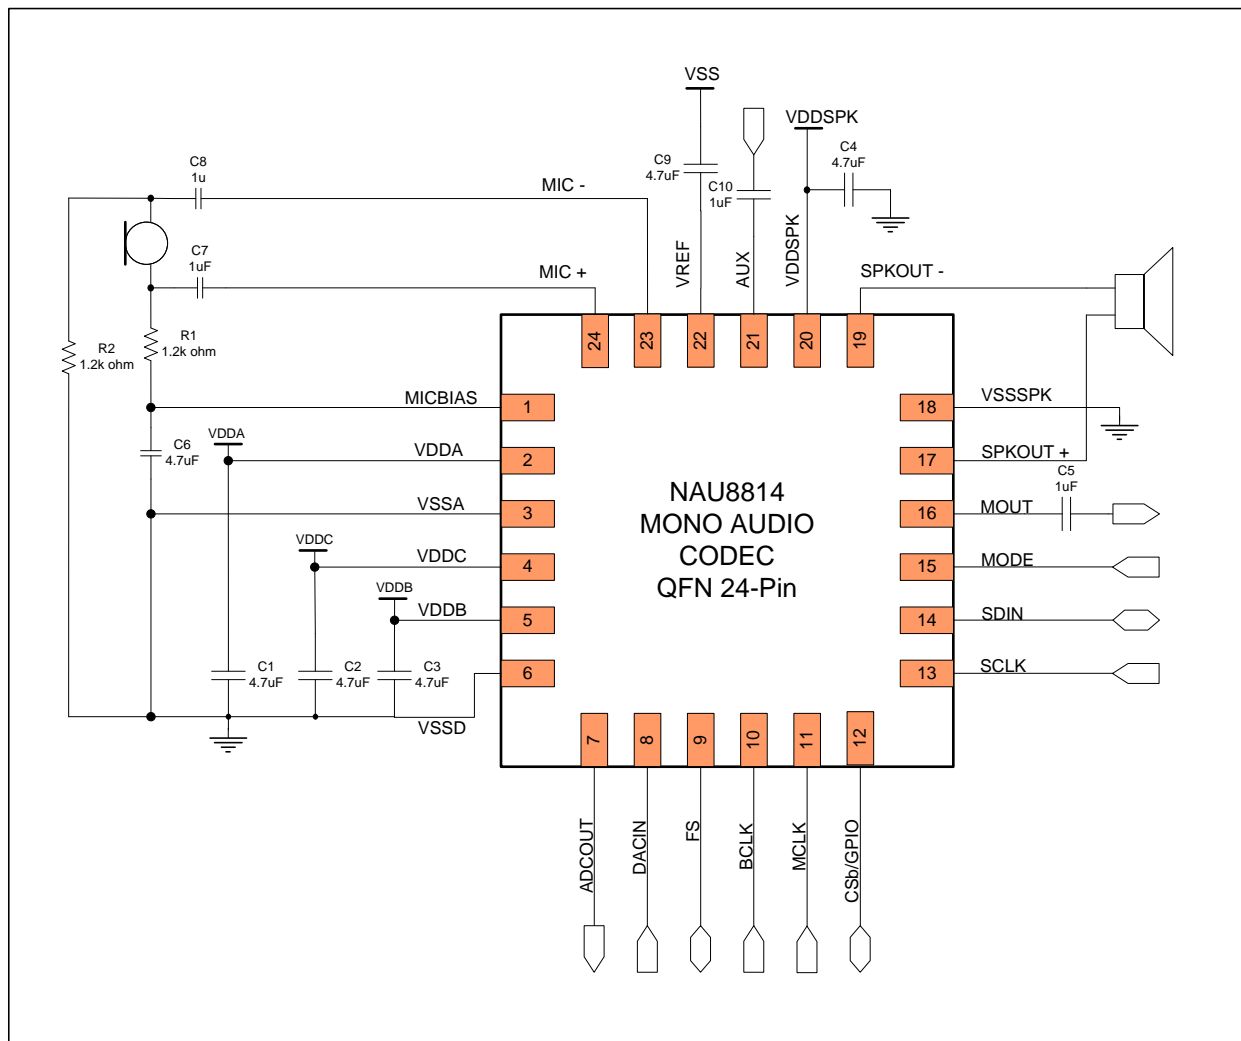 VSS
VDDSPK
C9
4.7uF
C10
1uF
C4
4.7uF
C8
1u
MIC -
C7
1uF
MIC +
VREF
AUX
VDDSPK
SPKOUT -
R1
1.2k ohm
R2
1.2k ohm
24
23
22
21
20
19
MICBIAS
1
18
VSSSPK
VDDA
C6
4.7uF
VDDA
2
17
SPKOUT +
VSSA
3
16
MOUT
C5
1uF
NAU8814
MONO AUDIO
CODEC
QFN 24-Pin
VDDC
VDDC
4
15
MODE
VDDB
VDDB
5
14
SDIN
C1
4.7uF
C2
4.7uF
C3
4.7uF
6
13
SCLK
VSSD
7
8
9
10
11
12
ADCOUT
DACIN
FS
BCLK
MCLK
CSb/GPIO